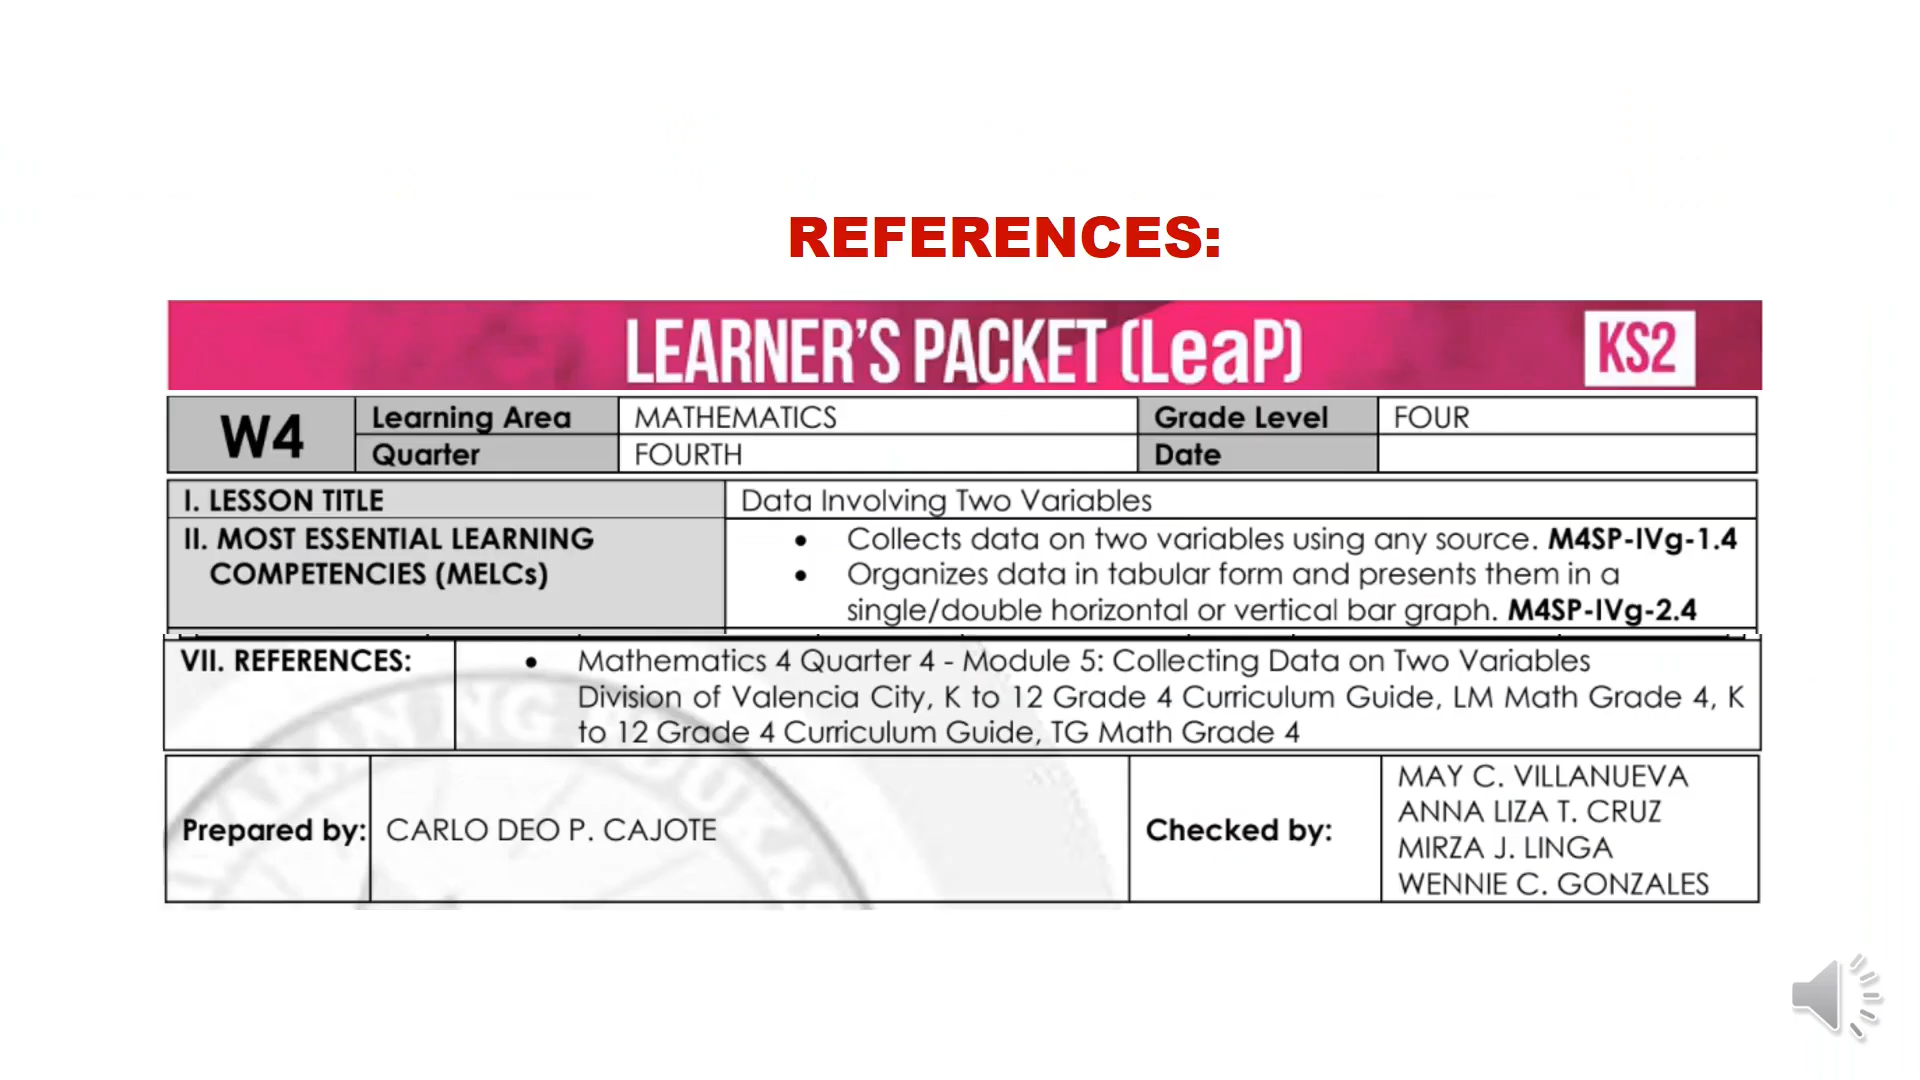 REFERENCES:
LEARNER'S PACKET (LeaP)
KS2
W4
Learning Area
MATHEMATICS
Grade Level
FOUR
Quarter
FOURTH
Date
I. LESSON TITLE
Data Involving Two Variables
II. MOST ESSENTIAL LEARNING
COMPETENCIES (MELCs)
• Collects data on two variables using any source. M4SP-IVg-1.4
• Organizes data in tabular form and presents them in a
single/double horizontal or vertical bar graph. M4SP-IVg-2.4
VII. REFERENCES:
• Mathematics 4 Quarter 4 - Module 5: Collecting Data on Two Variables
Division of Valencia City, K to 12 Grade 4 Curriculum Guide, LM Math Grade 4, K
to 12 Grade 4 Curriculum Guide, TG Math Grade 4
Prepared by:
CARLO DEO P. CAJOTE
Checked by:
MAY C. VILLANUEVA
ANNA LIZA T. CRUZ
MIRZA J. LINGA
WENNIE C. GONZALES